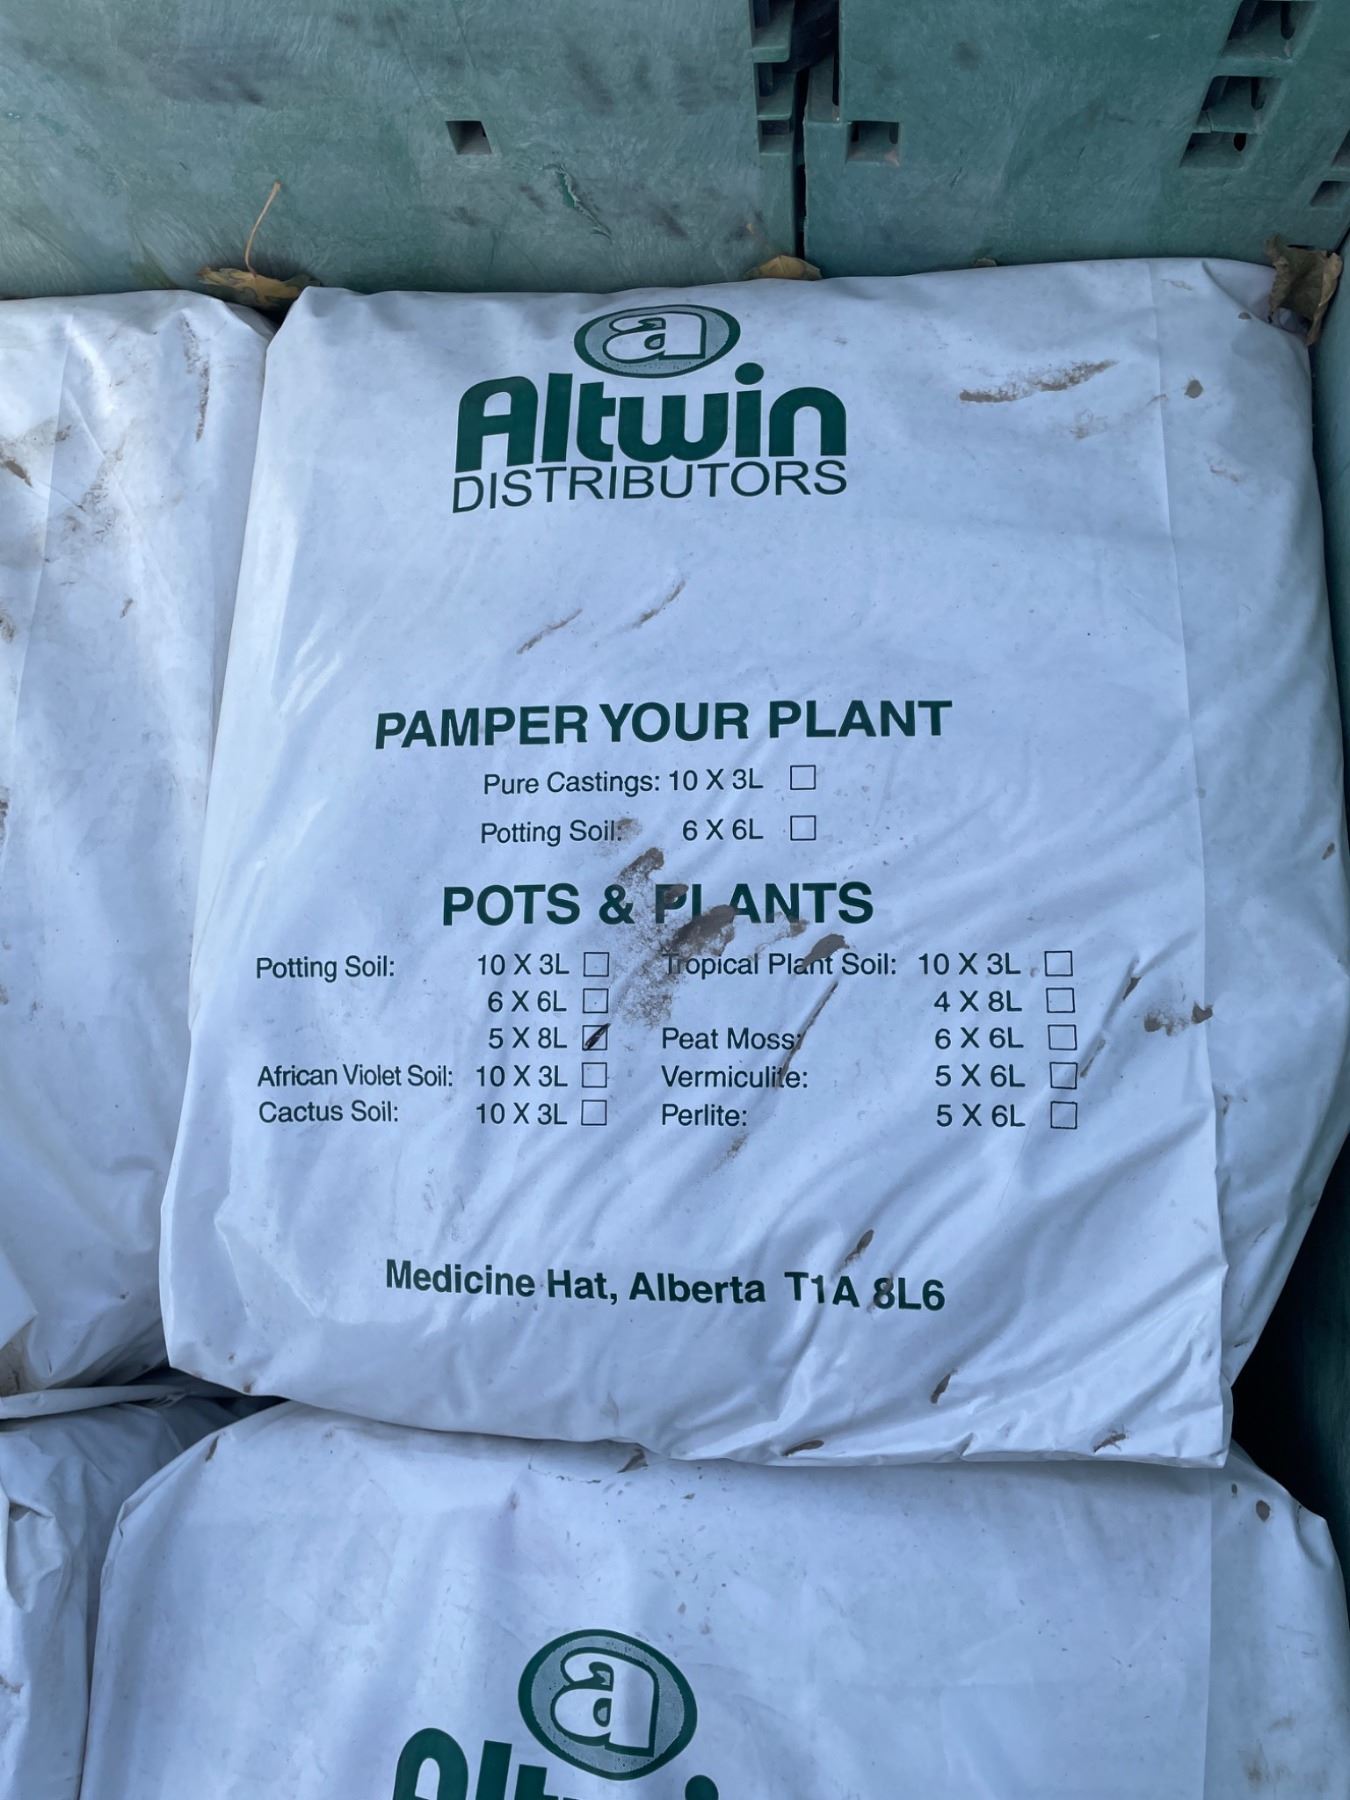 a
Altwin
DISTRIBUTORS
PAMPER YOUR PLANT
Pure Castings: 10 X 3L
Potting Soil: 6 X 6L
POTS & PLANTS
Potting Soil: 10 X 3L Tropical Plant Soil: 10 X 3L
6 X 6L 4 X 8L
5 X 8L Peat Moss: 6 X 6L
African Violet Soil: 10 X 3L Vermiculite: 5 X 6L
Cactus Soil: 10 X 3L Perlite: 5 X 6L
Medicine Hat, Alberta T1A 8L6
a
Altwin